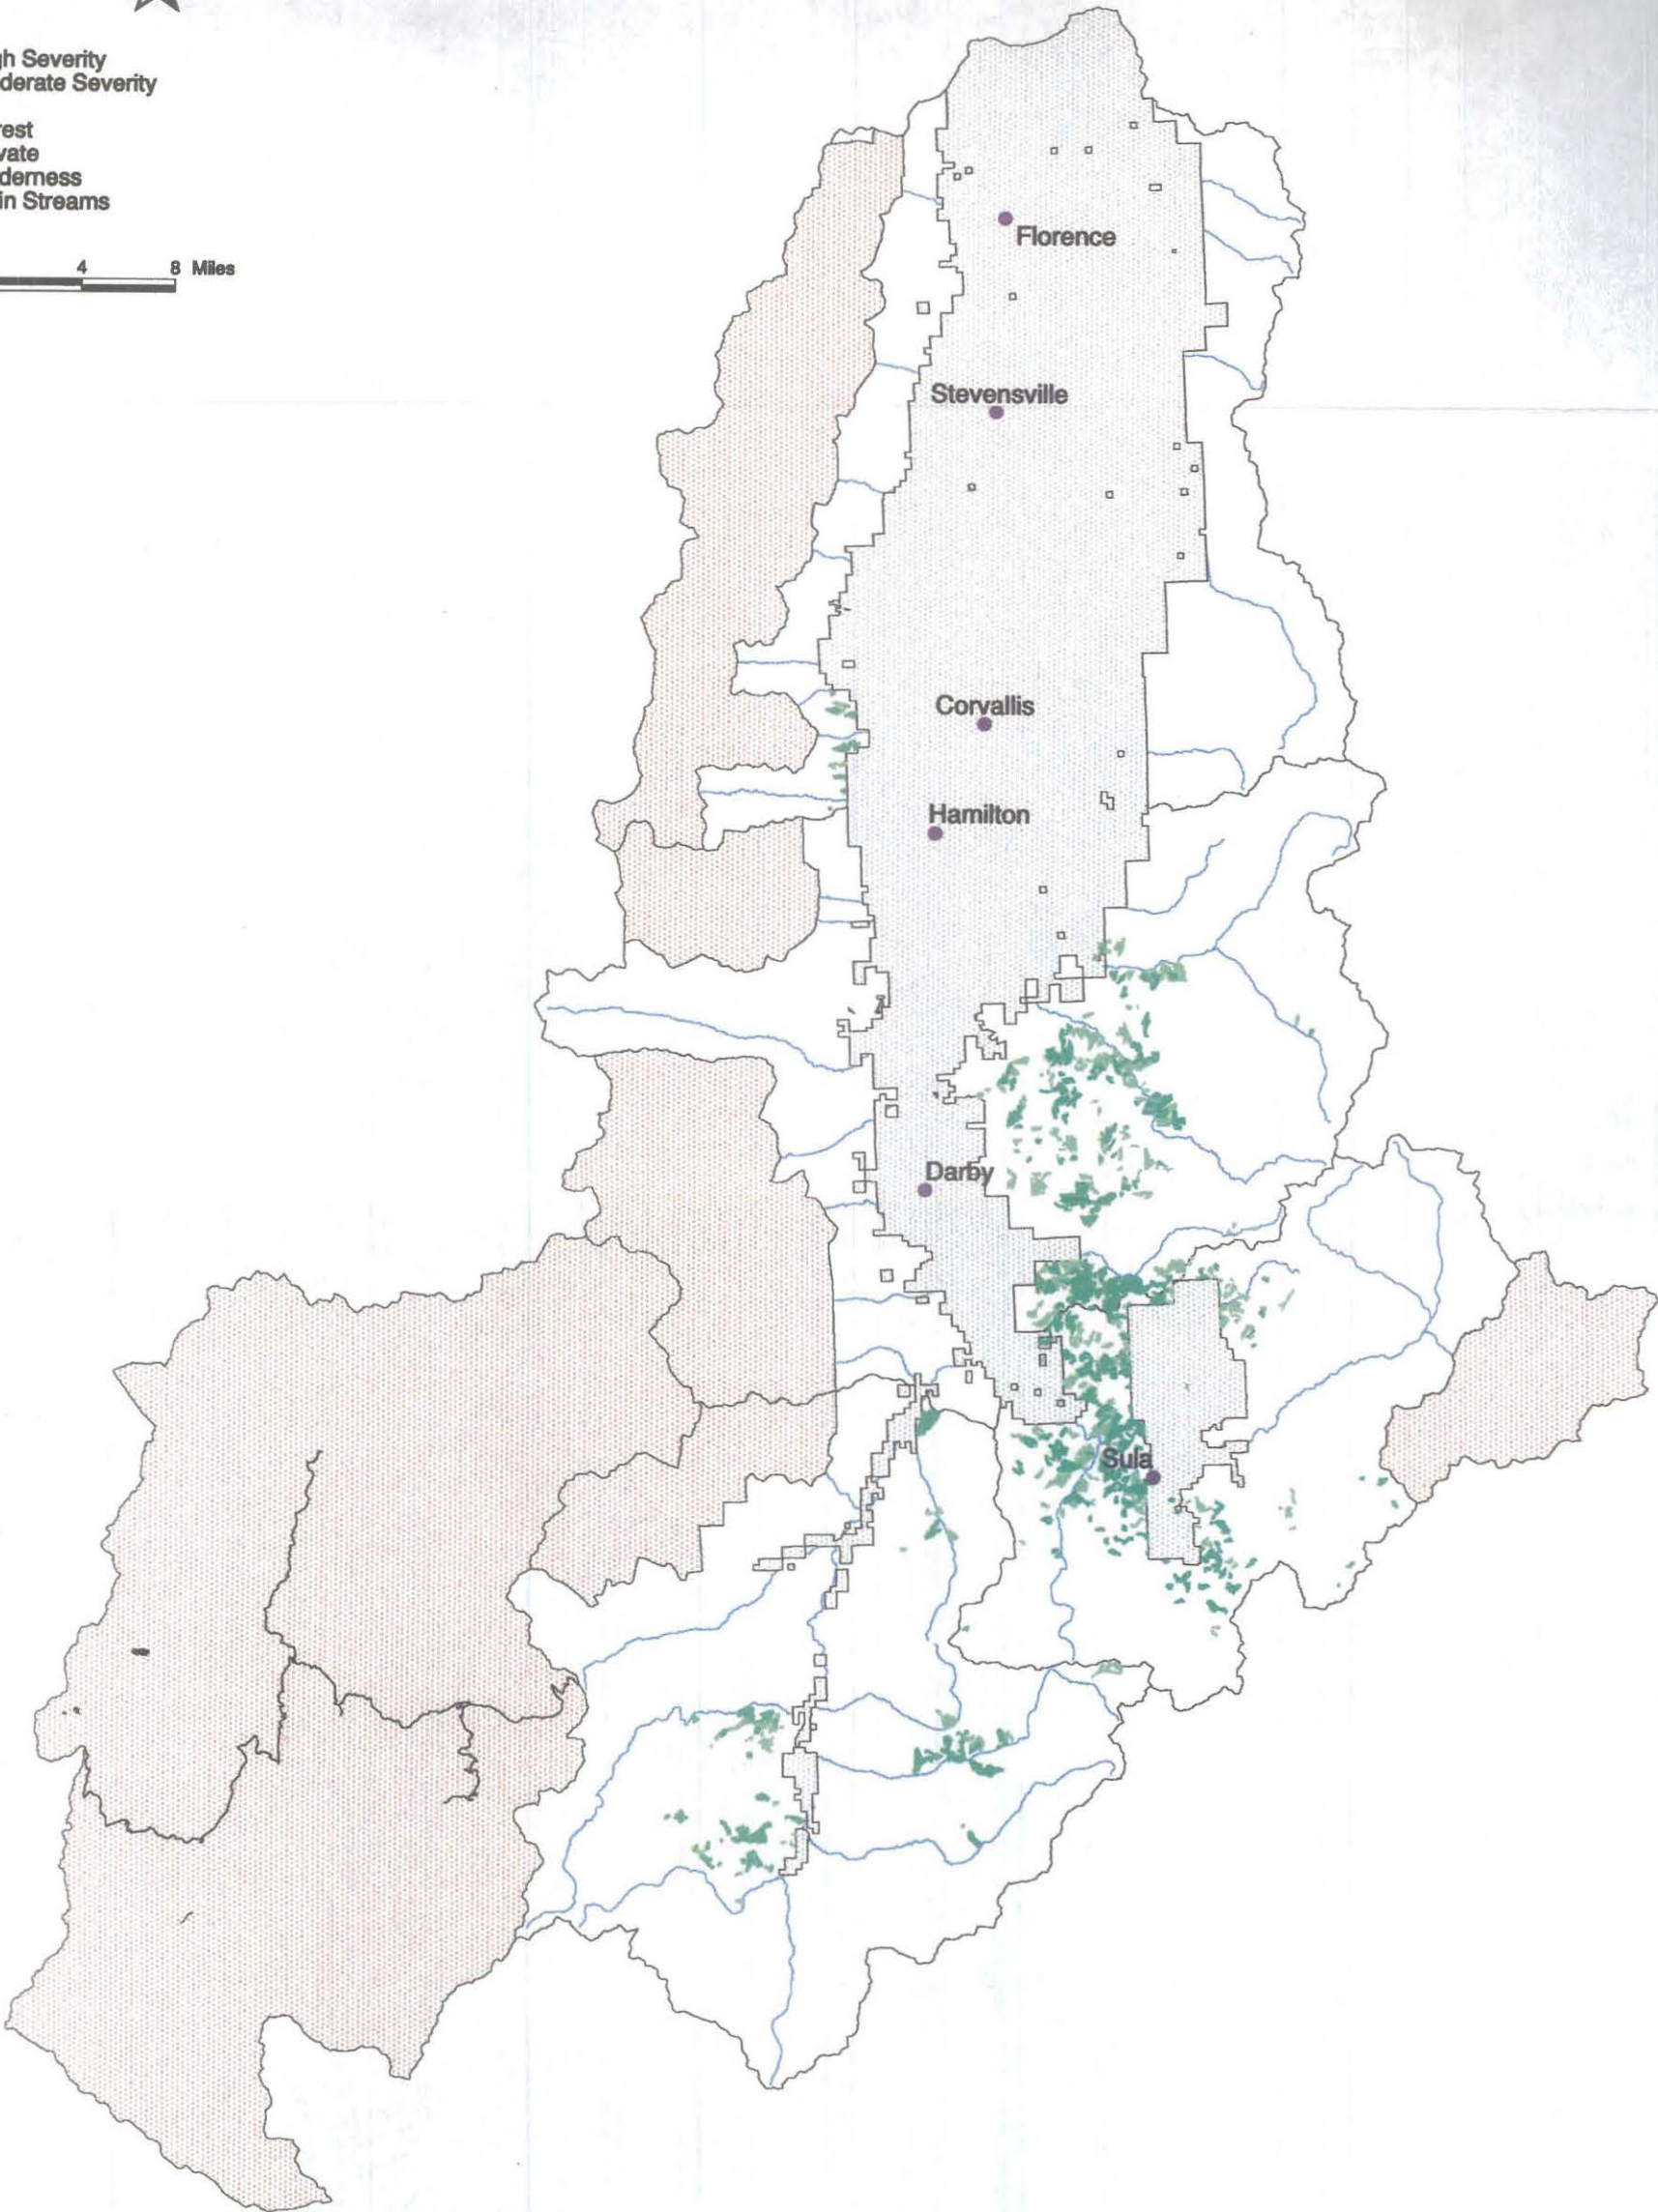 gh Severity
derate Severity
rest
vate
derness
in Streams
4 8 Miles
Florence
Stevensville
Corvallis
Hamilton
Darby
Sula